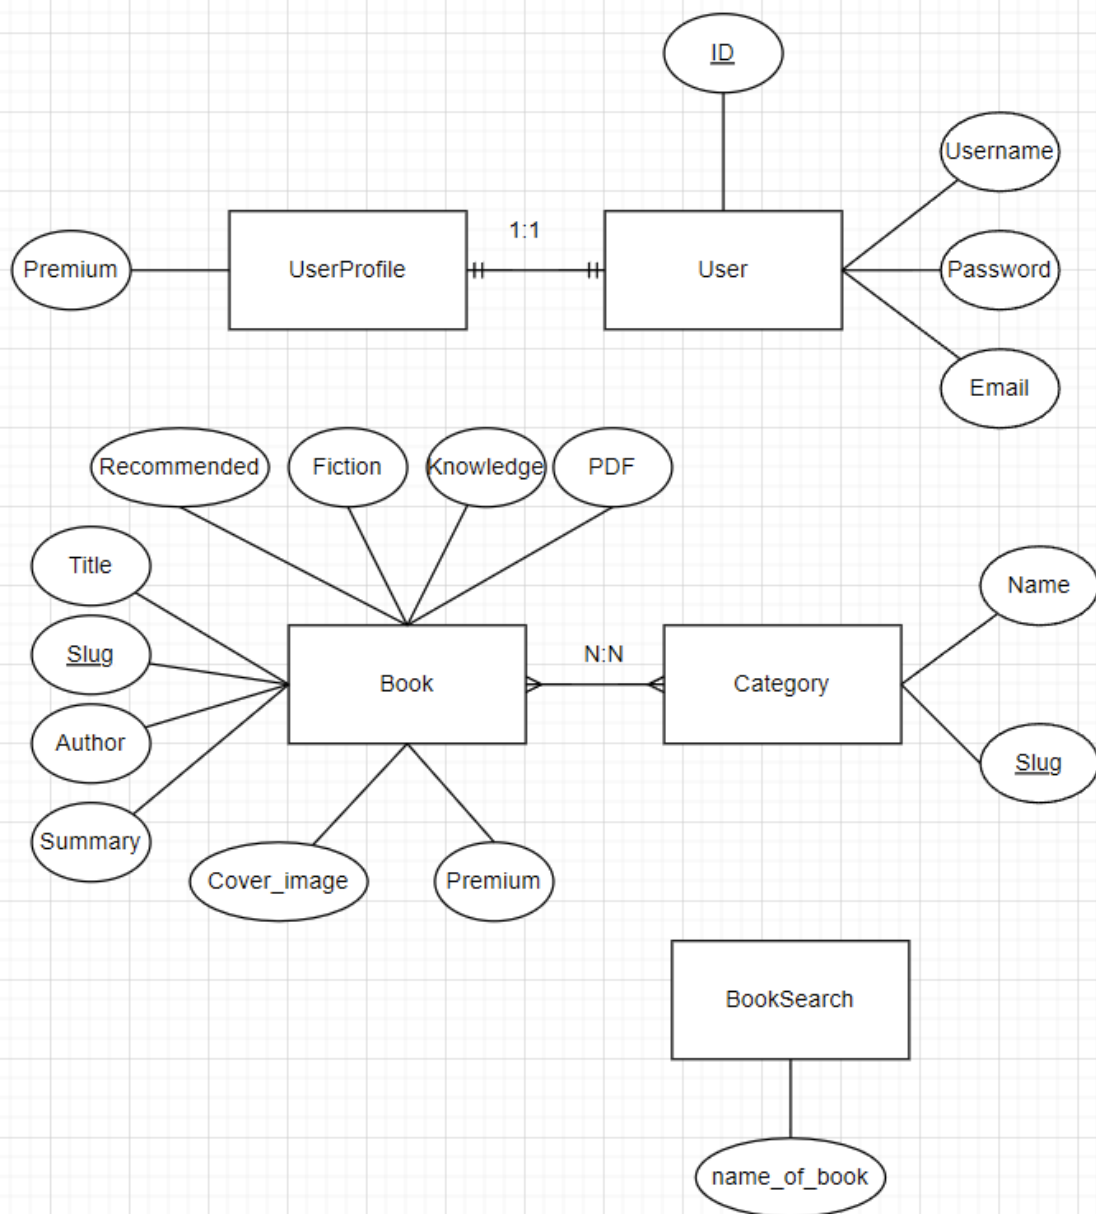 ID
Username
1:1
Premium
UserProfile
User
Password
Email
Recommended
Fiction
Knowledge
PDF
Title
Slug
Author
Summary
Book
N:N
Category
Name
Slug
Cover_image
Premium
BookSearch
name_of_book